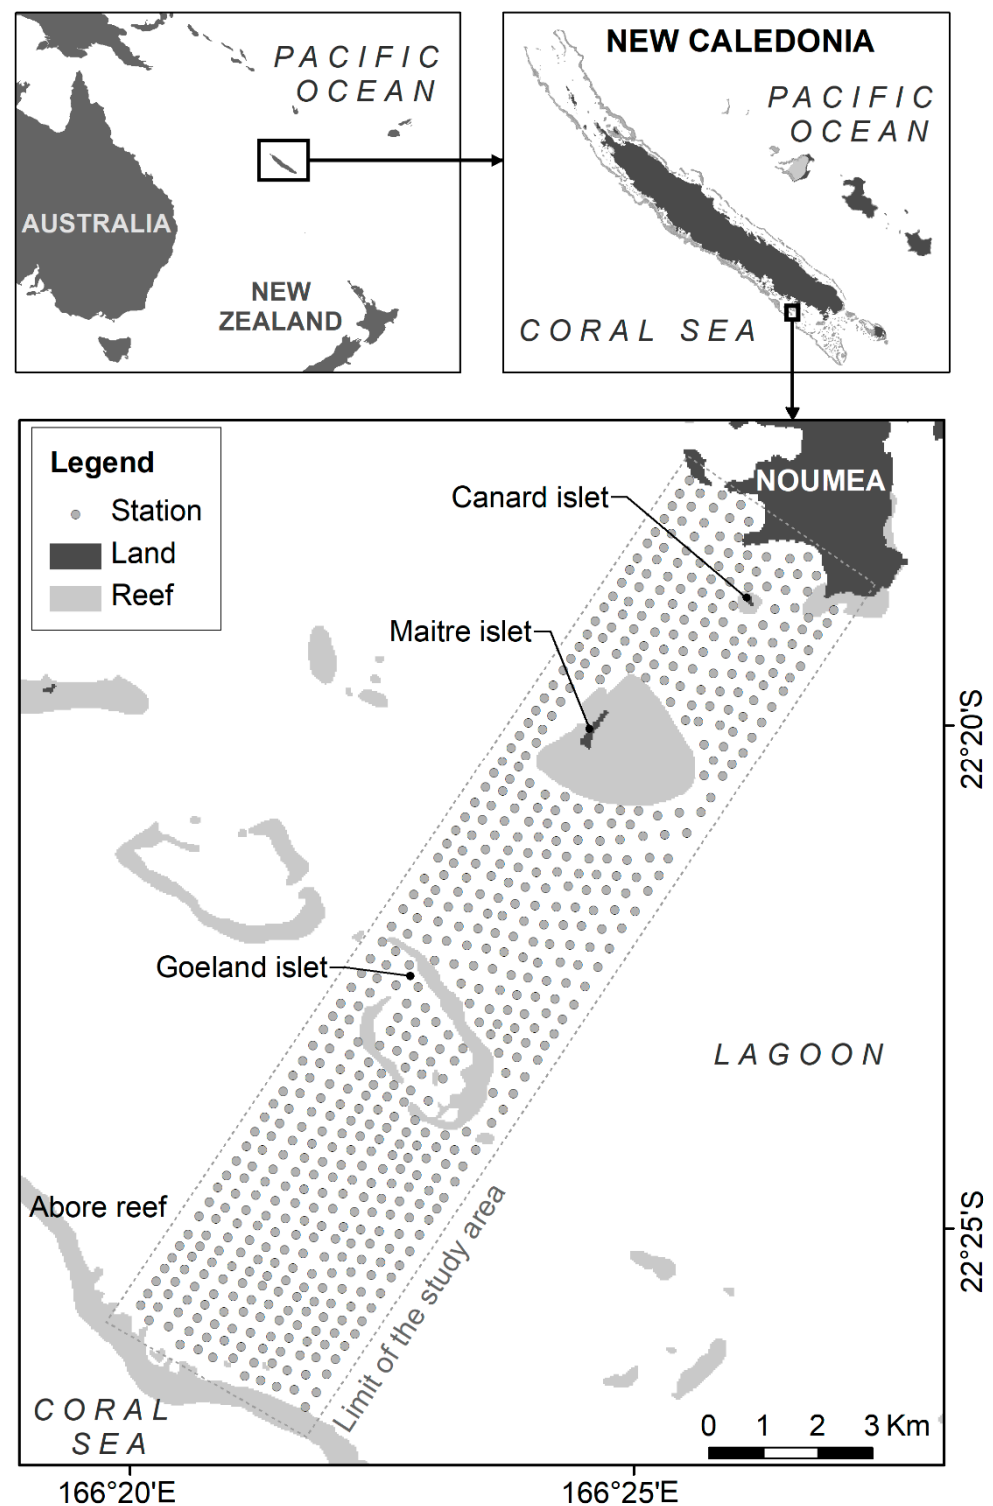 PACIFIC
OCEAN
AUSTRALIA
NEW
ZEALAND
NEW CALEDONIA
PACIFIC
OCEAN
CORAL SEA
Legend
Station
Land
Reef
NOUMEA
Canard islet
Maitre islet
Goeland islet
LAGOON
Abore reef
Limit of the study area
CORAL
SEA
0 1 2 3 Km
22°20'S
22°25'S
166°20'E
166°25'E